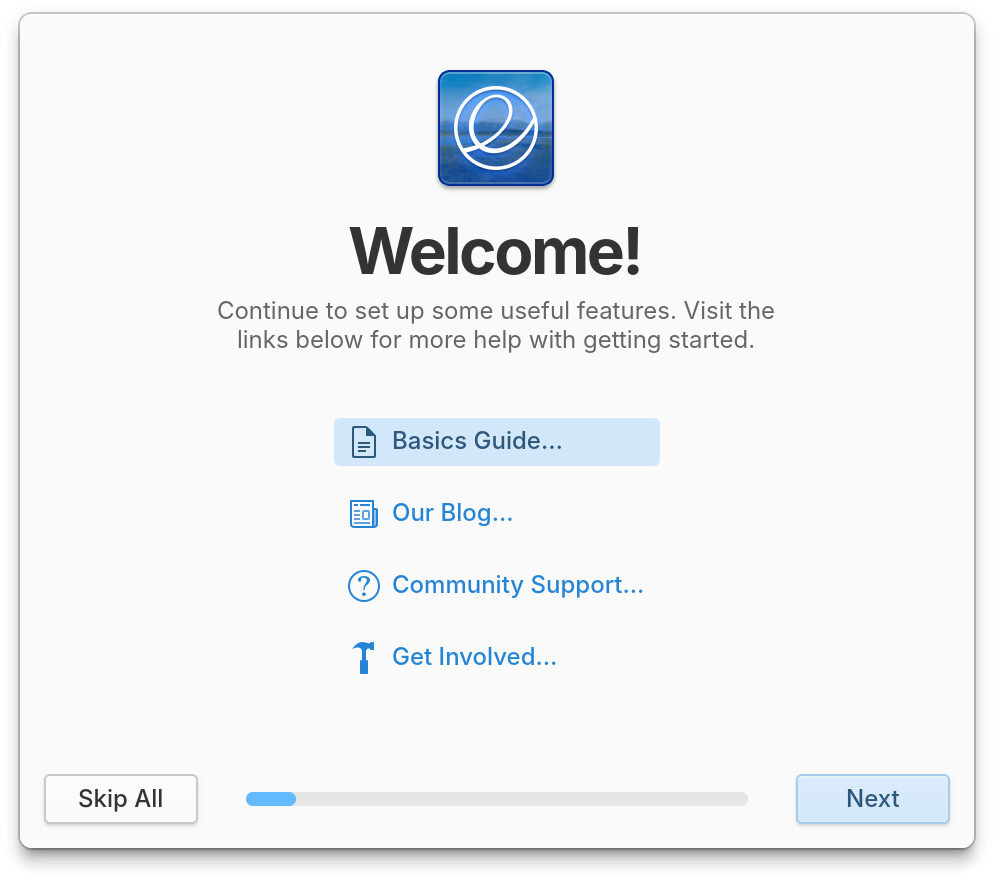 Welcome!
Continue to set up some useful features. Visit the
links below for more help with getting started.
Basics Guide…
Our Blog…
Community Support…
Get Involved…
Skip All
Next